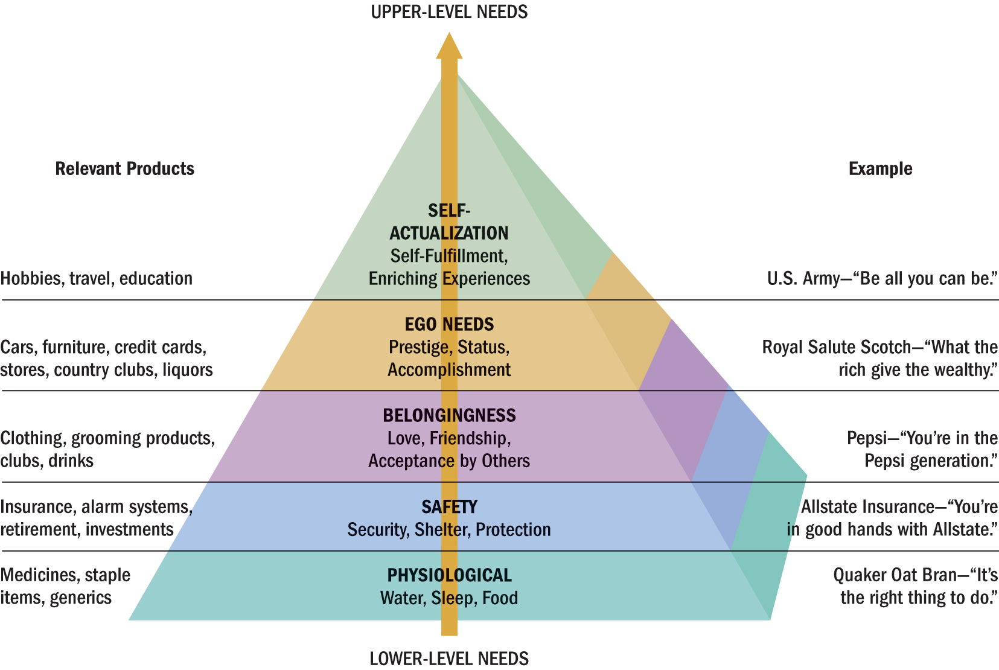 UPPER-LEVEL NEEDS
Relevant Products
Example
SELF-
ACTUALIZATION
Self-Fulfillment,
Enriching Experiences
Hobbies, travel, education
U.S. Army—“Be all you can be.”
EGO NEEDS
Prestige, Status,
Accomplishment
Cars, furniture, credit cards,
stores, country clubs, liquors
Royal Salute Scotch—“What the
rich give the wealthy.”
BELONGINGNESS
Love, Friendship,
Acceptance by Others
Clothing, grooming products,
clubs, drinks
Pepsi—“You’re in the
Pepsi generation.”
SAFETY
Security, Shelter, Protection
Insurance, alarm systems,
retirement, investments
Allstate Insurance—“You’re
in good hands with Allstate.”
PHYSIOLOGICAL
Water, Sleep, Food
Medicines, staple
items, generics
Quaker Oat Bran—“It’s
the right thing to do.”
LOWER-LEVEL NEEDS